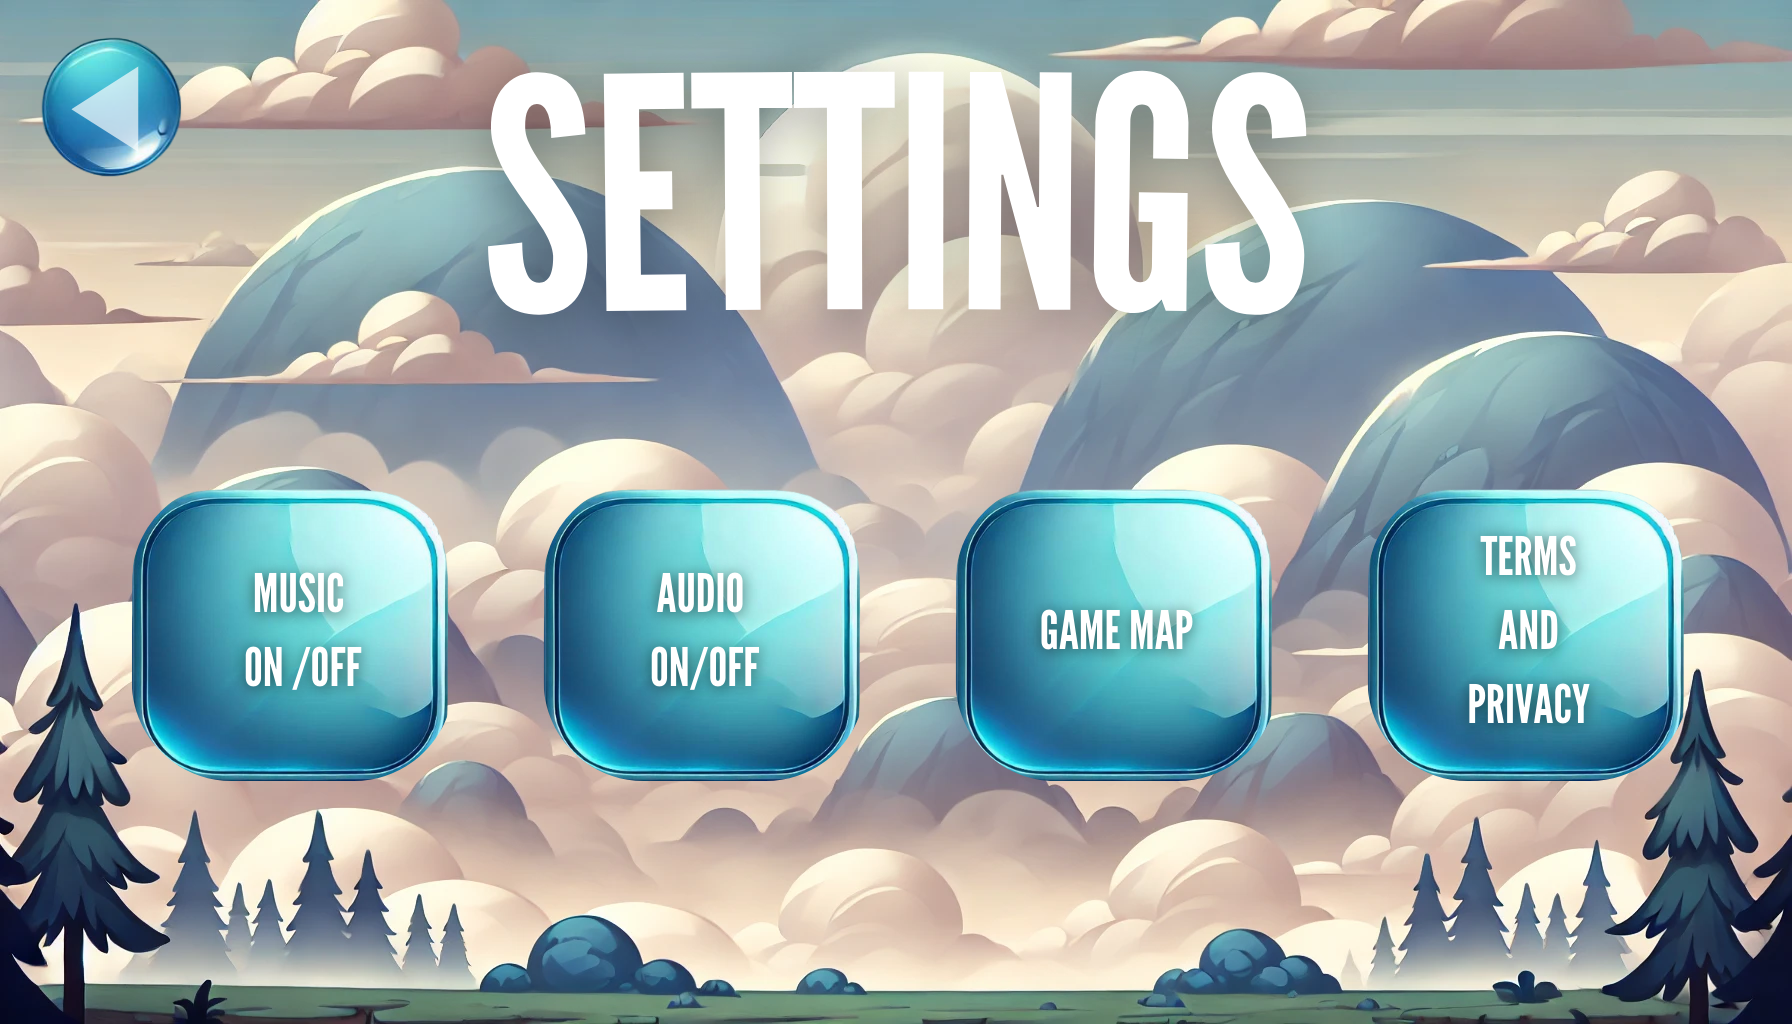 SETTINGS
MUSIC
ON /OFF
AUDIO
ON/OFF
GAME MAP
TERMS
AND
PRIVACY